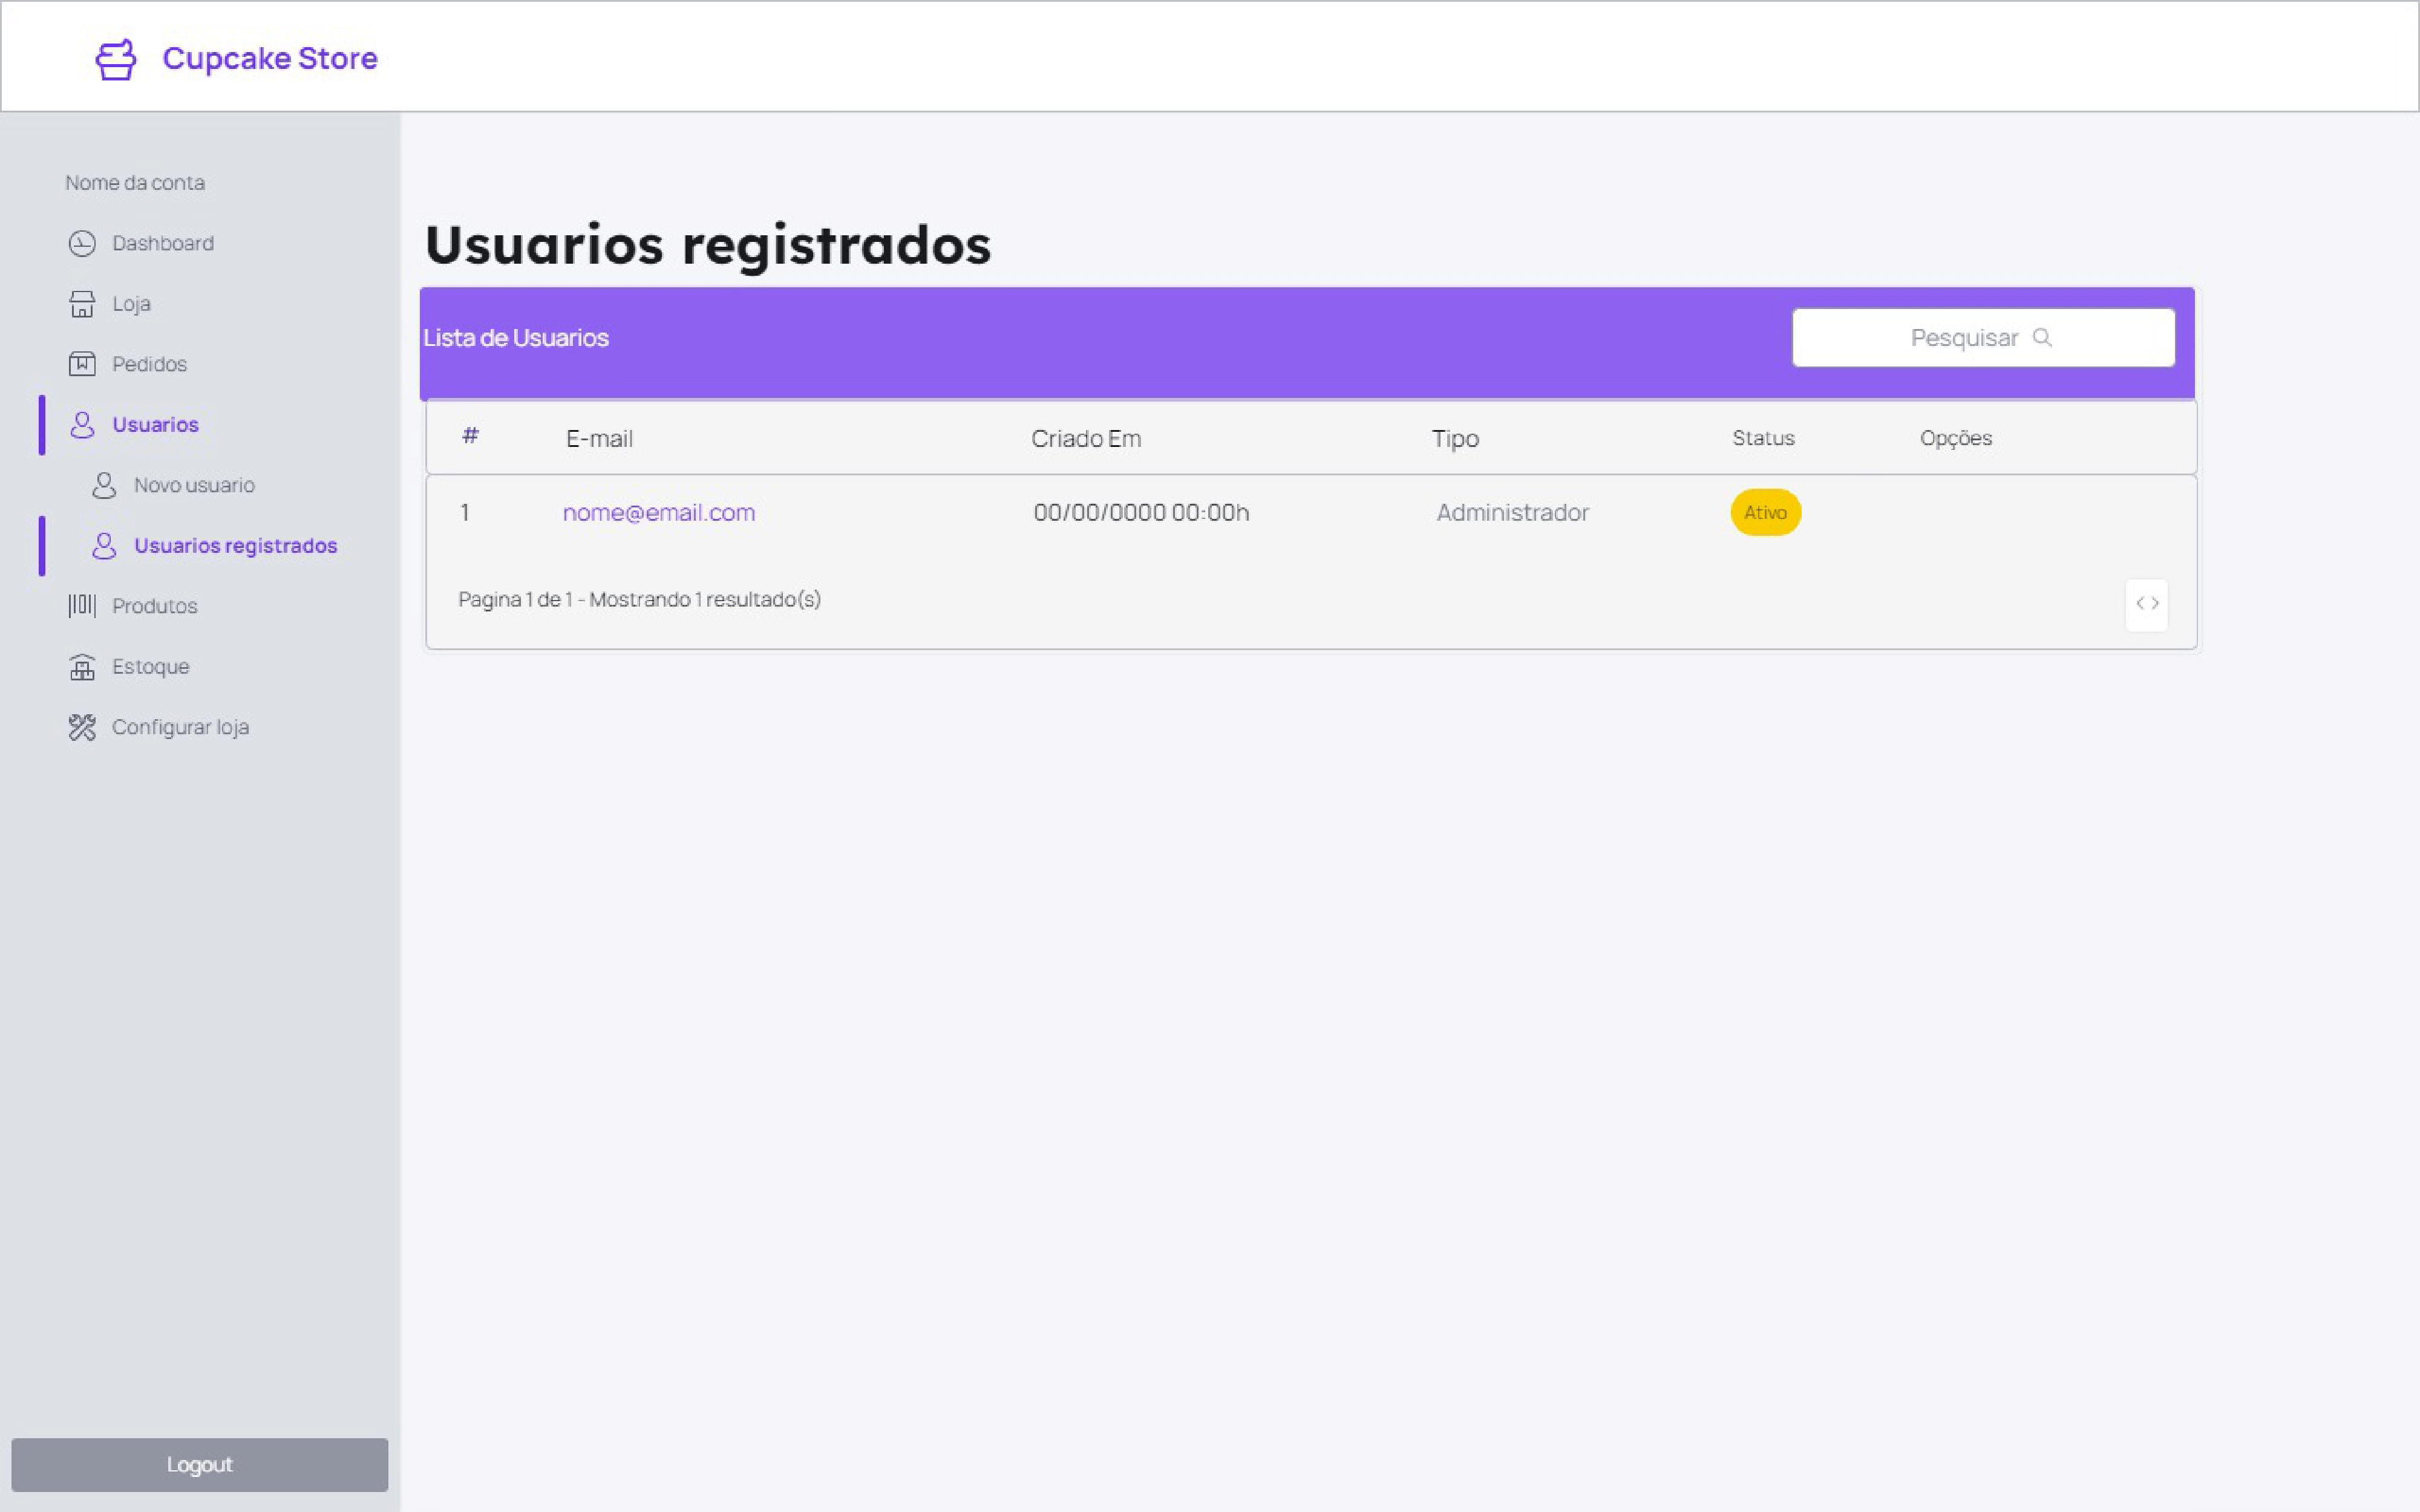 Cupcake Store
Nome da conta
Dashboard
Loja
Pedidos
Usuarios
Novo usuario
Usuarios registrados
Produtos
Estoque
Configurar loja
Logout
Usuarios registrados
Lista de Usuarios Pesquisar
# E-mail Criado Em Tipo Status Opções
1 nome@email.com 00/00/0000 00:00h Administrador Ativo
Pagina 1 de 1 - Mostrando 1 resultado(s)